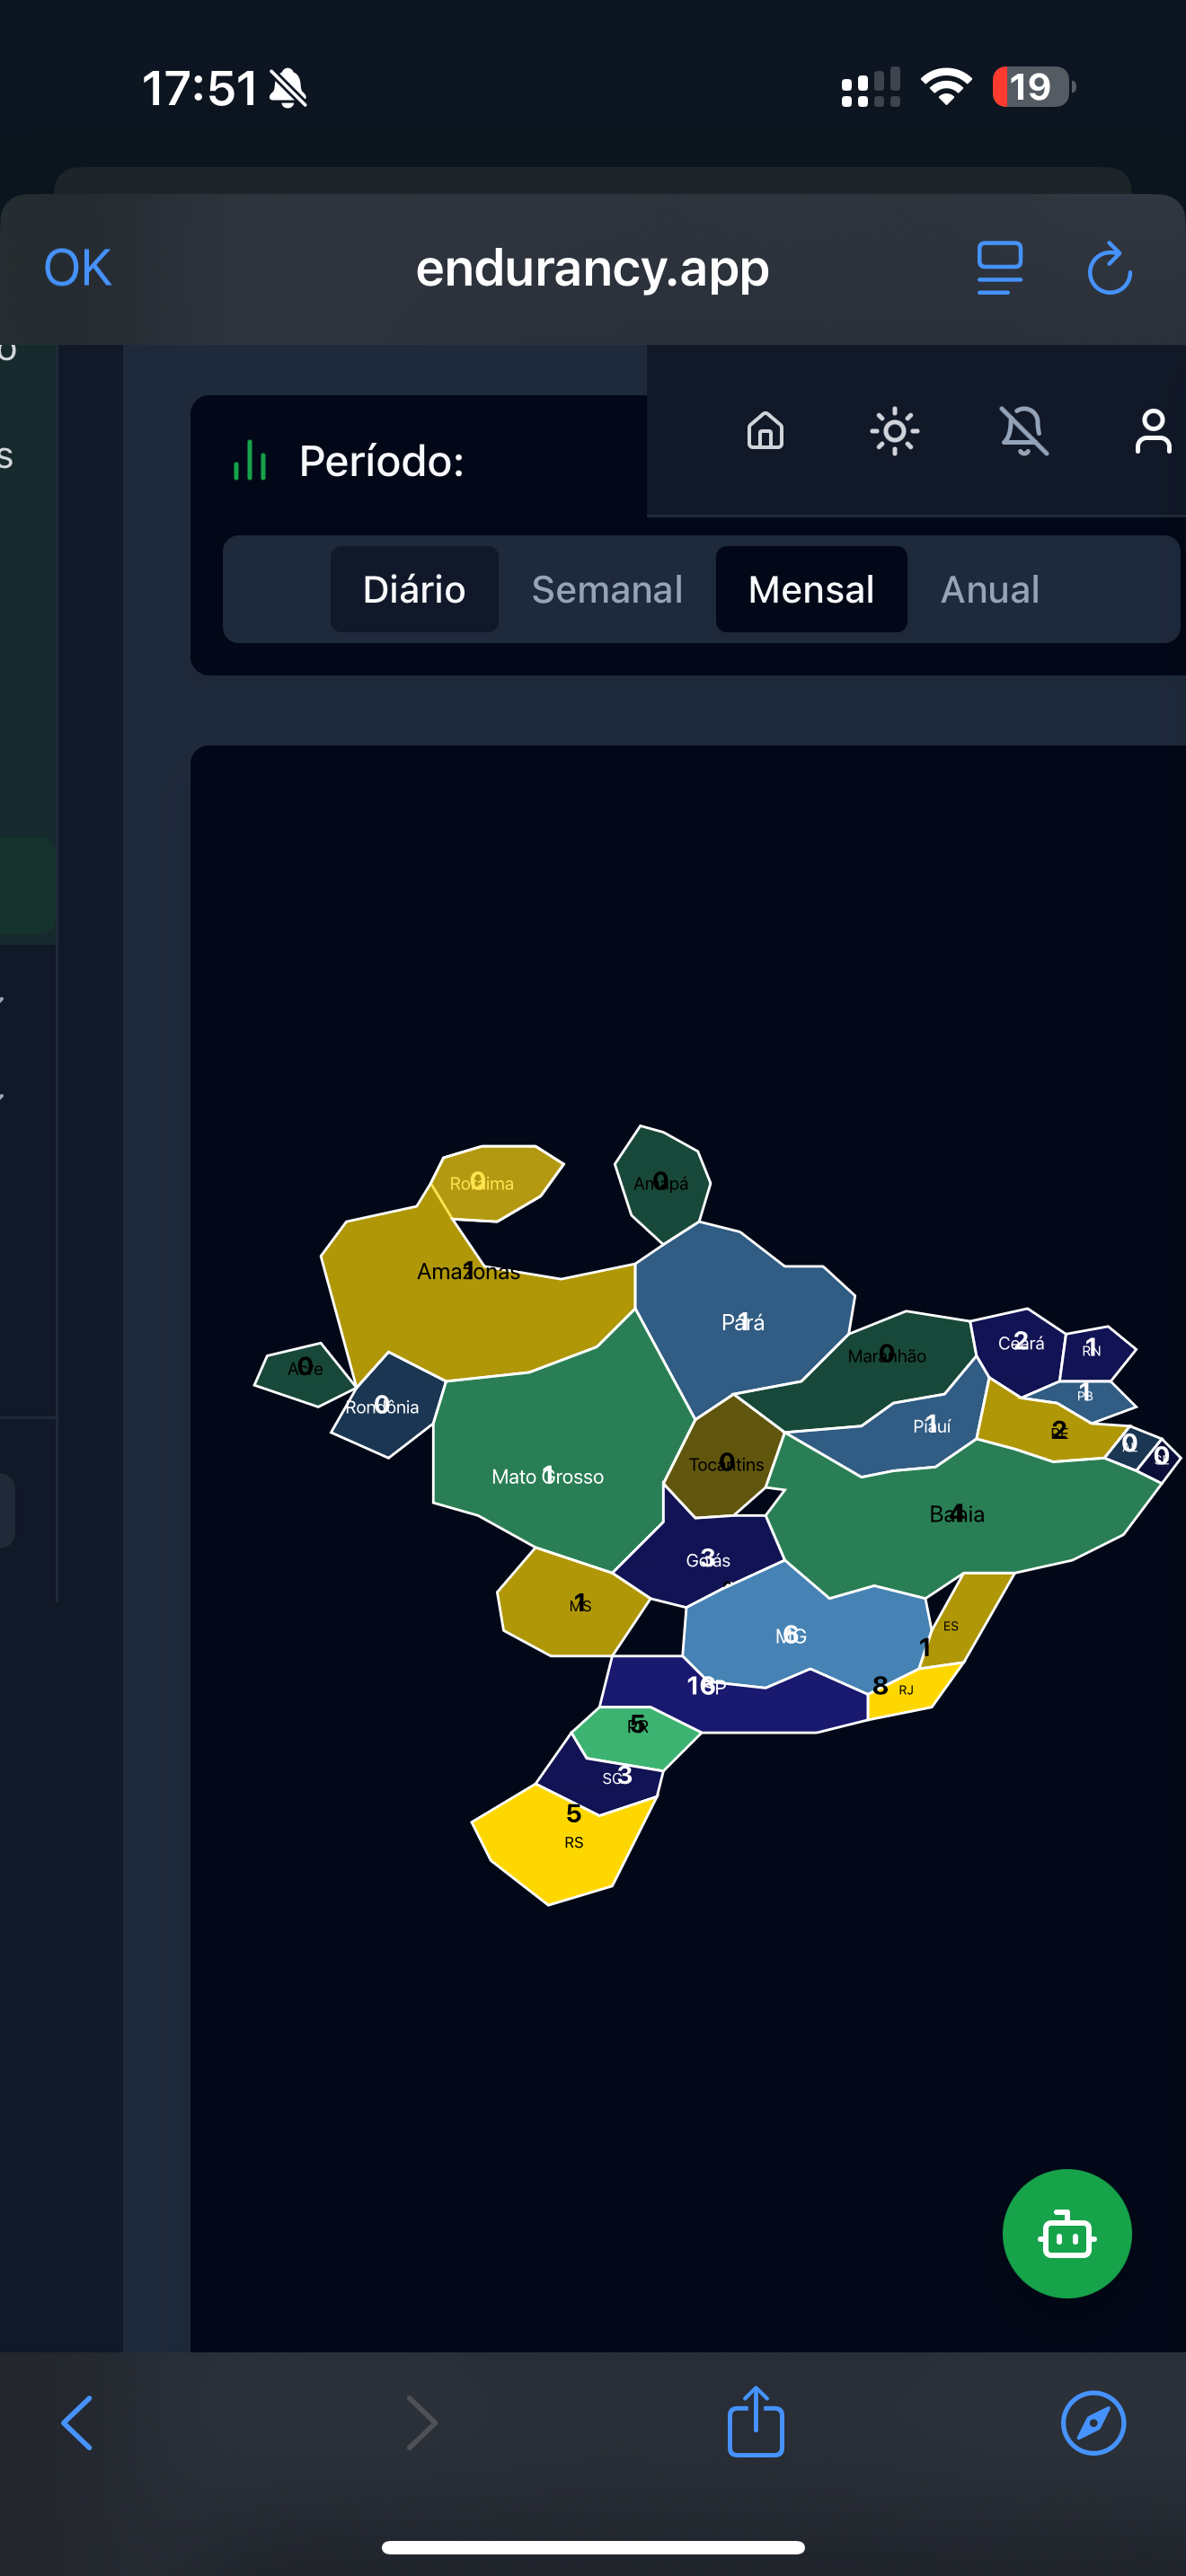 17:51
19
OK endurancy.app
o
Período:
s
Diário Semanal Mensal Anual
0
Roraima
0
Amapá
1
Amazonas
1
Pará
2
Ceará
1
RN
0
Maranhão
0
Acre
1
PB
0
Rondônia
1
Piauí
2
PE
0
0
0
Tocantins
1
Mato Grosso
4
Bahia
3
Goiás
1
MS
ES
6
MG
1
SP
8
RJ
5
PR
3
SC
5
RS